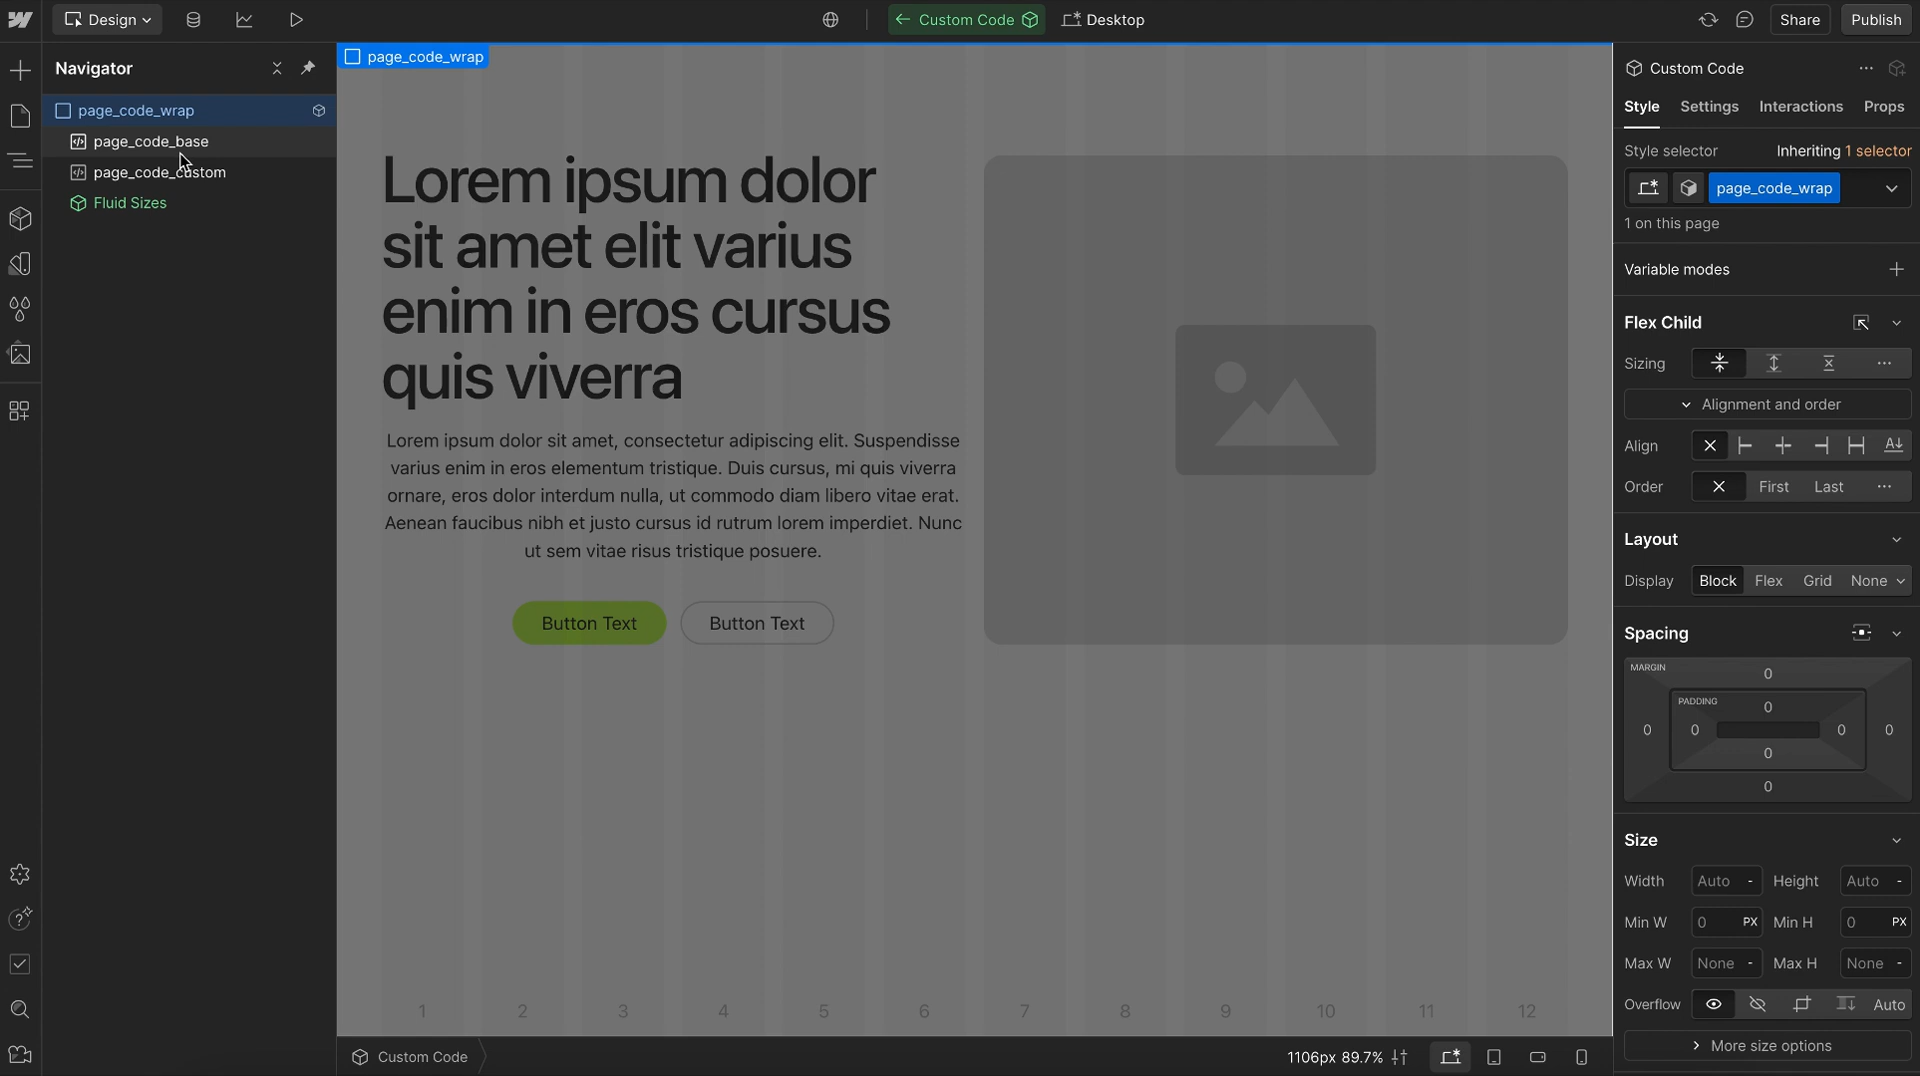 Design
Custom Code
Desktop
Share
Publish
Navigator
page_code_wrap
page_code_base
page_code_custom
Fluid Sizes
page_code_wrap
Lorem ipsum dolor
sit amet elit varius
enim in eros cursus
quis viverra
Lorem ipsum dolor sit amet, consectetur adipiscing elit. Suspendisse
varius enim in eros elementum tristique. Duis cursus, mi quis viverra
ornare, eros dolor interdum nulla, ut commodo diam libero vitae erat.
Aenean faucibus nibh et justo cursus id rutrum lorem imperdiet. Nunc
ut sem vitae risus tristique posuere.
Button Text
Button Text
1 2 3 4 5 6 7 8 9 10 11 12
Custom Code
1106px 89.7%
Custom Code
Style Settings Interactions Props
Style selector Inheriting 1 selector
page_code_wrap
1 on this page
Variable modes
Flex Child
Sizing
Alignment and order
Align
Order First Last
Layout
Display Block Flex Grid None
Spacing
MARGIN
0
PADDING
0
0 0 0 0
0
0
Size
Width Auto - Height Auto -
Min W 0 PX Min H 0 PX
Max W None - Max H None -
Overflow Auto
More size options